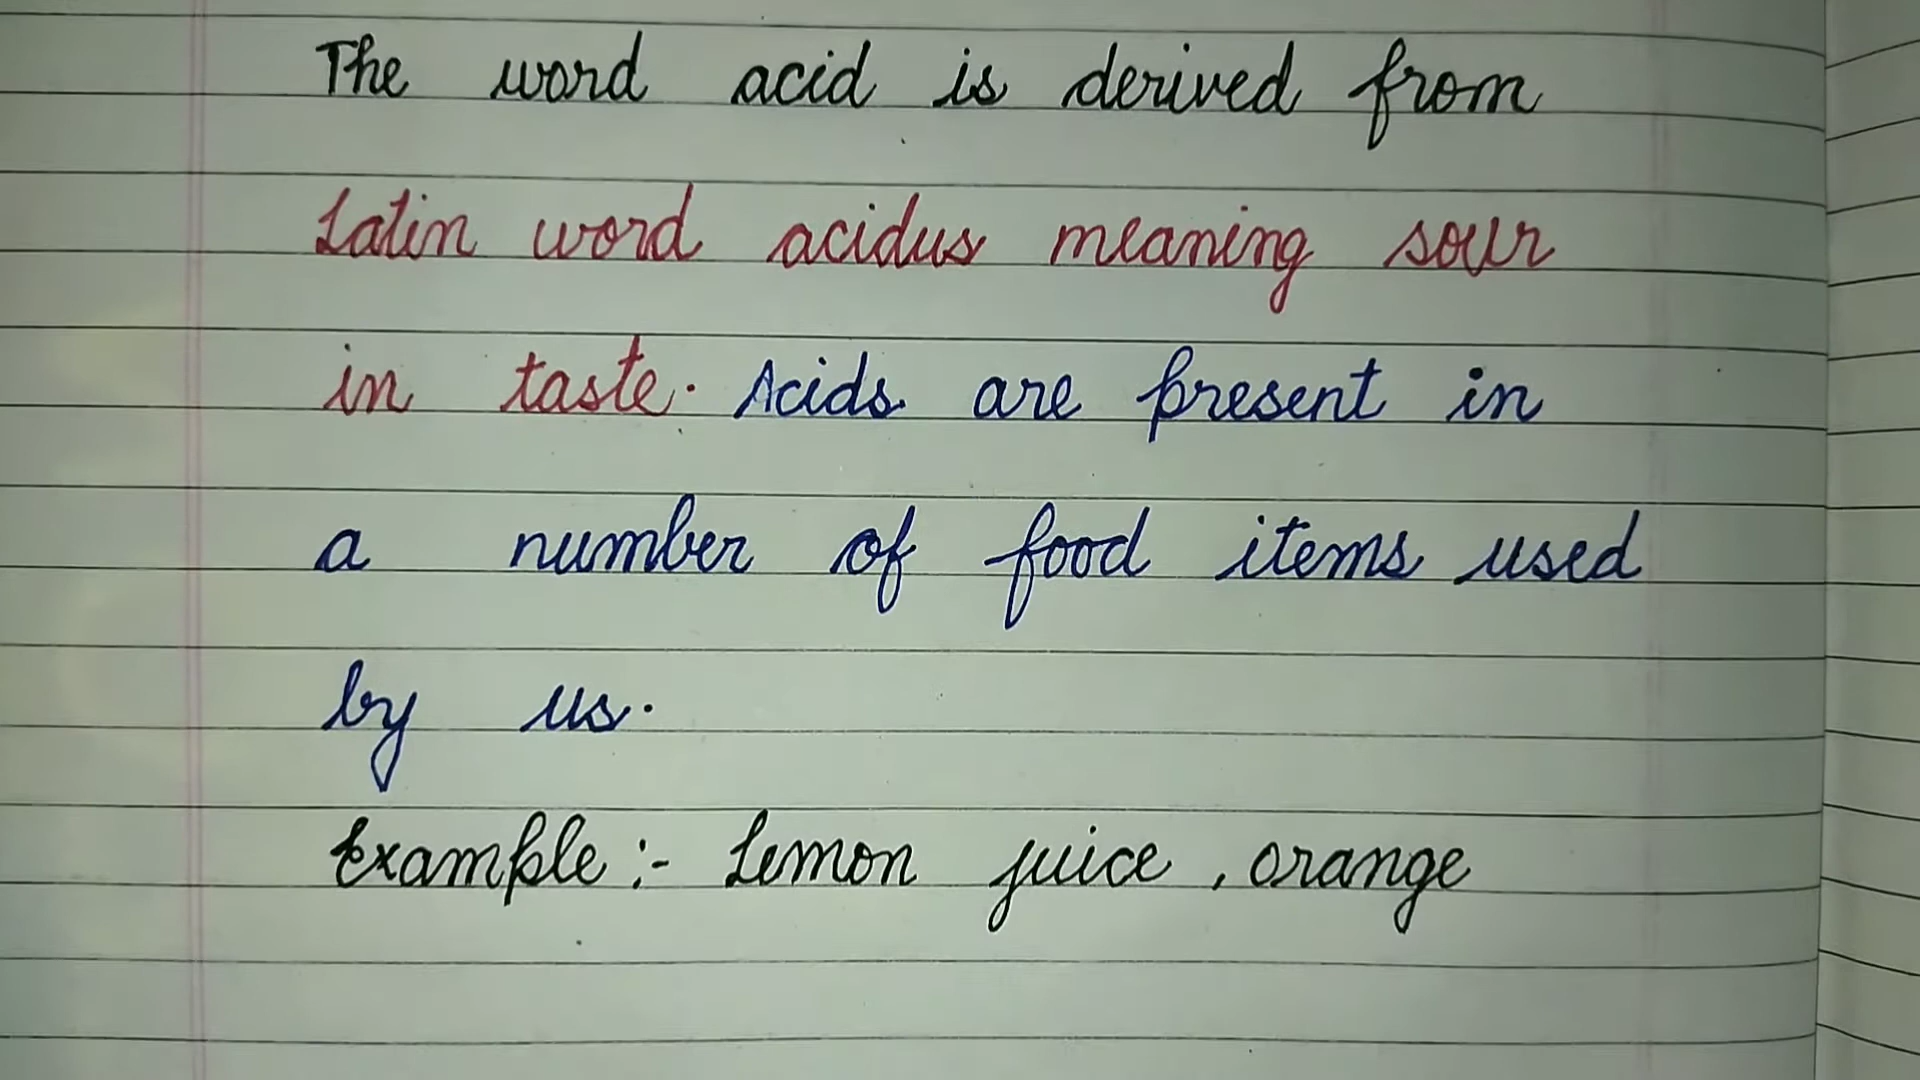 The word acid is derived from
Latin word acidus meaning sour
in taste. Acids are present in
a number of food items used
by us.
Example :- Lemon juice , orange